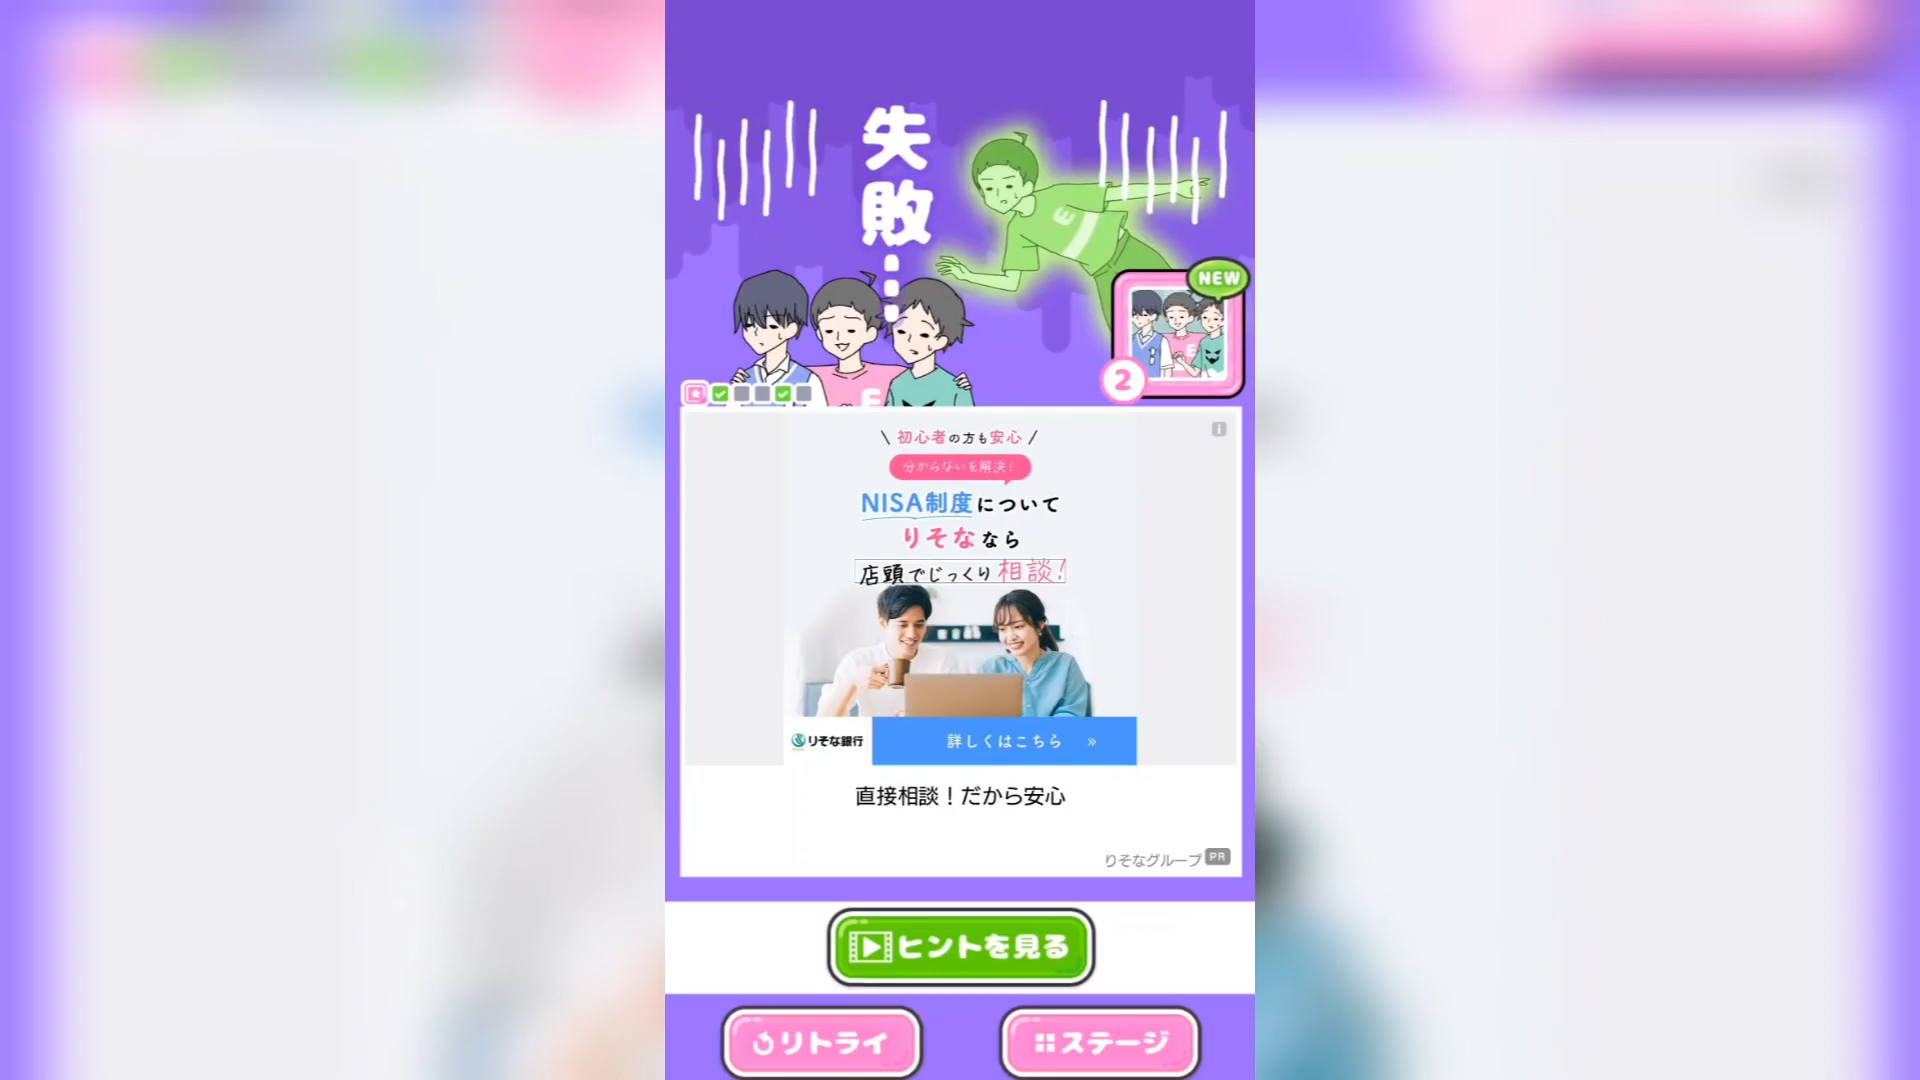 失敗…
NEW
E
E
2
初心者の方も安心
分からないを解決！
NISA制度について
りそななら
店頭でじっくり相談！
りそな銀行
詳しくはこちら »
直接相談！だから安心
りそなグループ PR
ヒントを見る
リトライ
ステージ